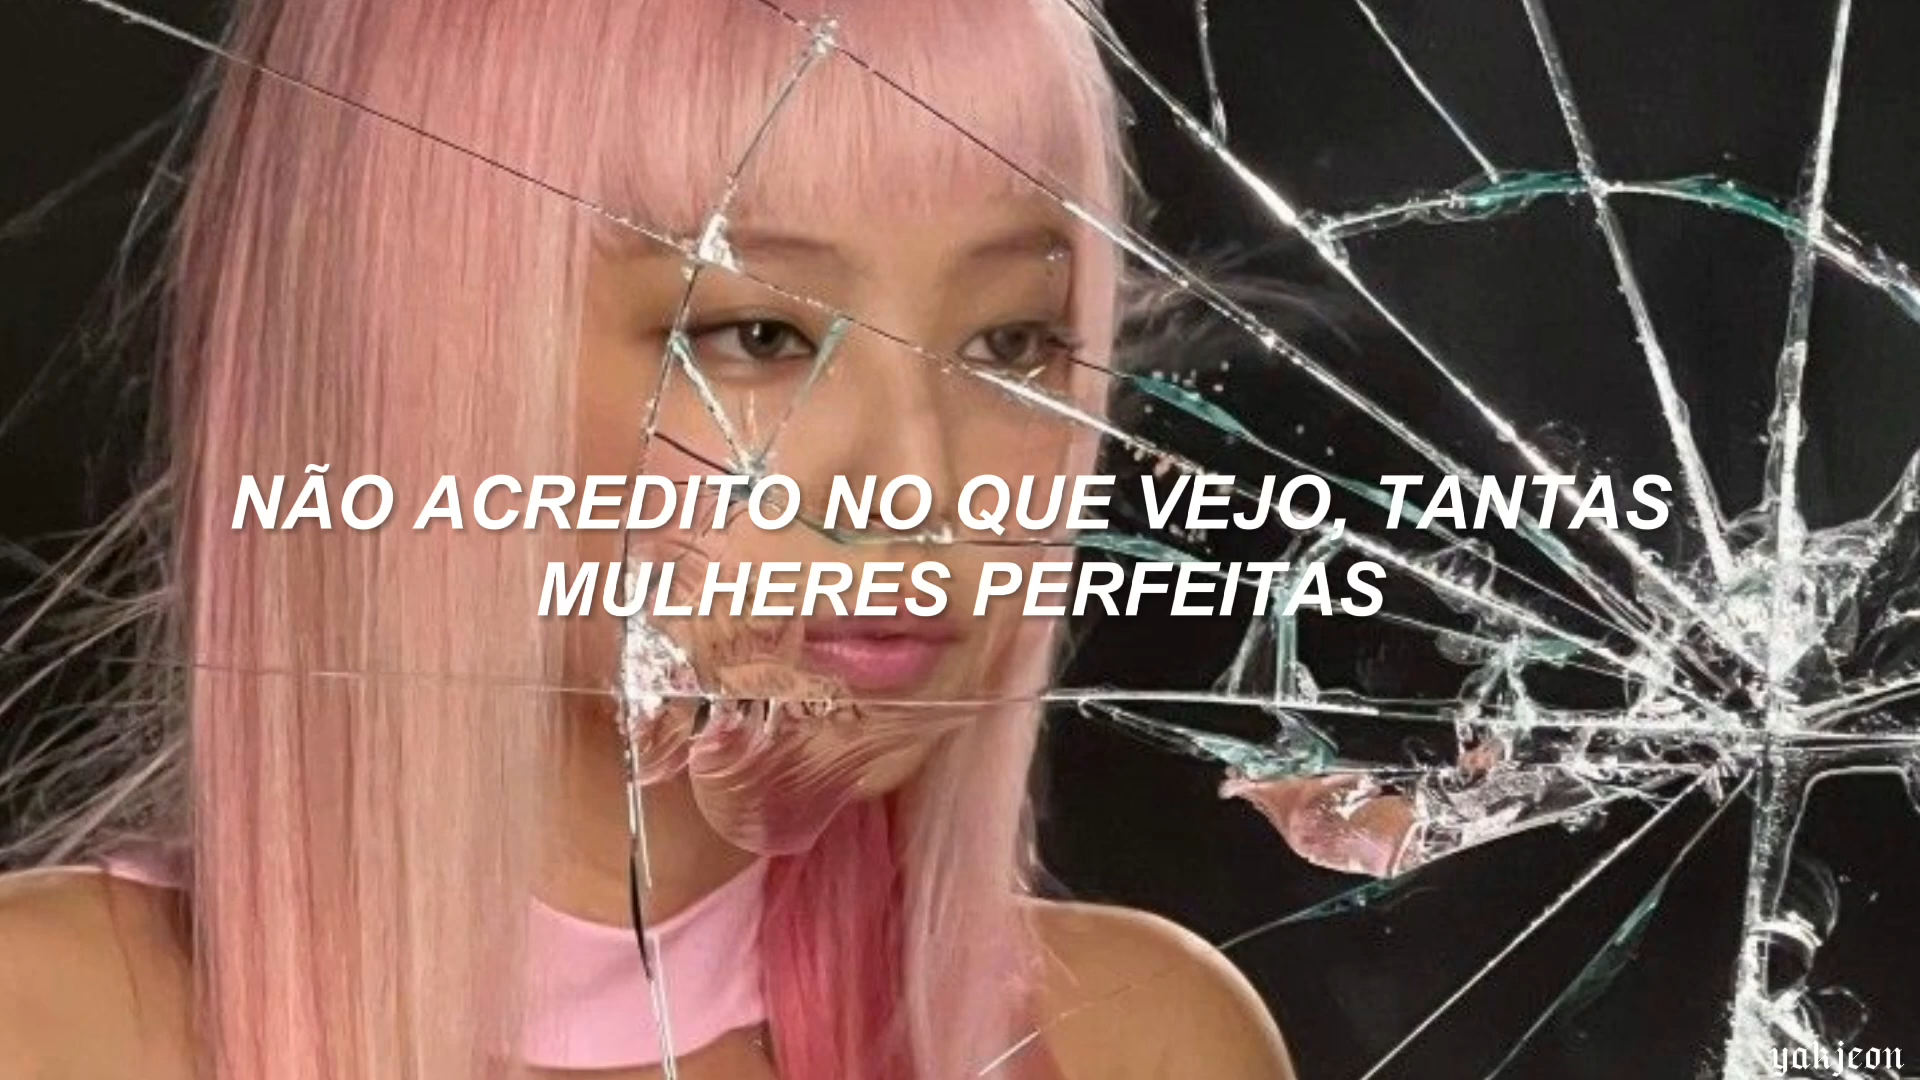 NÃO ACREDITO NO QUE VEJO, TANTAS
MULHERES PERFEITAS
yakjeon